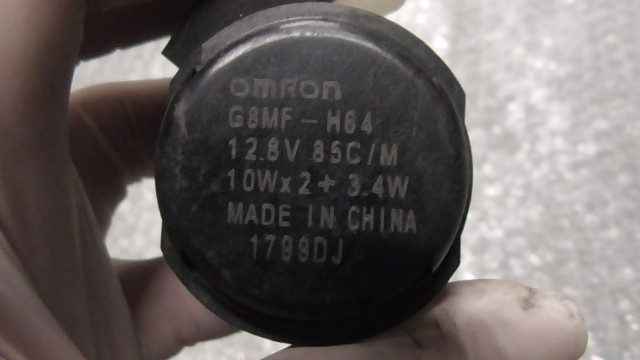 omron
G8MF-H64
12.8V 85C/M
10Wx2+3.4W
MADE IN CHINA
1799DJ